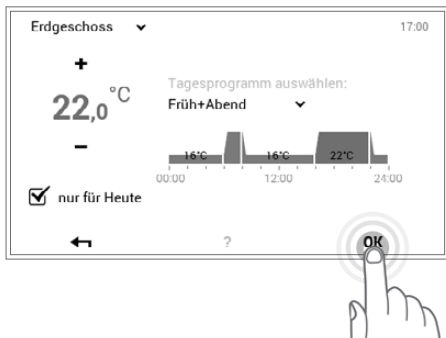 Erdgeschoss
17:00
+
22,0°C
−
Tagesprogramm auswählen:
Früh+Abend
16°C 16°C 22°C
00:00 12:00 24:00
nur für Heute
?
OK